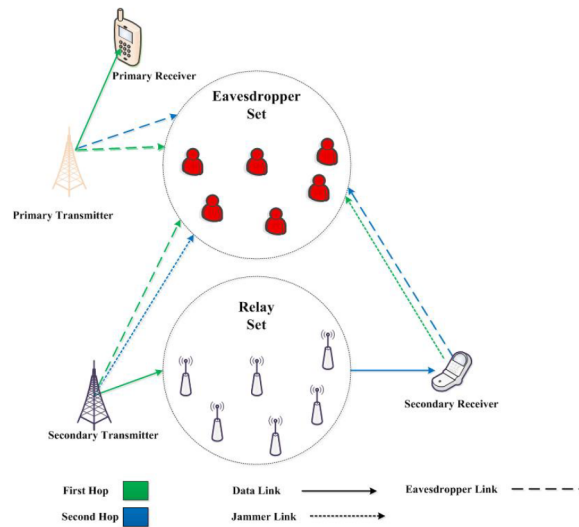 Primary Receiver
Eavesdropper
Set
Primary Transmitter
Relay
Set
Secondary Transmitter
Secondary Receiver
First Hop
Data Link
Eavesdropper Link
Second Hop
Jammer Link